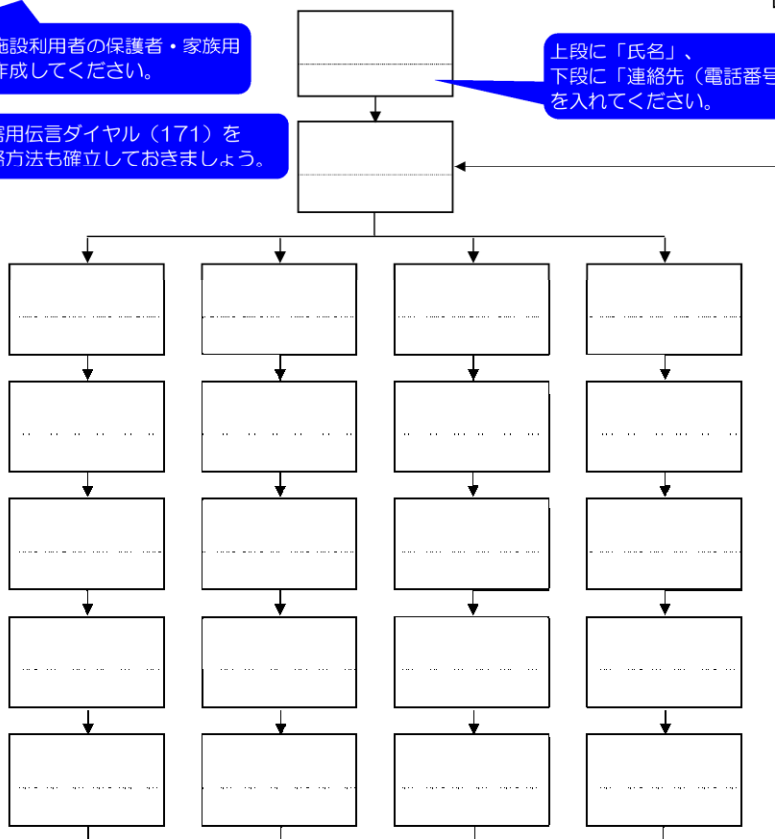 施設利用者の保護者・家族用
作成してください。
上段に「氏名」、
下段に「連絡先（電話番号
を入れてください。
害用伝言ダイヤル（171）を
絡方法も確立しておきましょう。